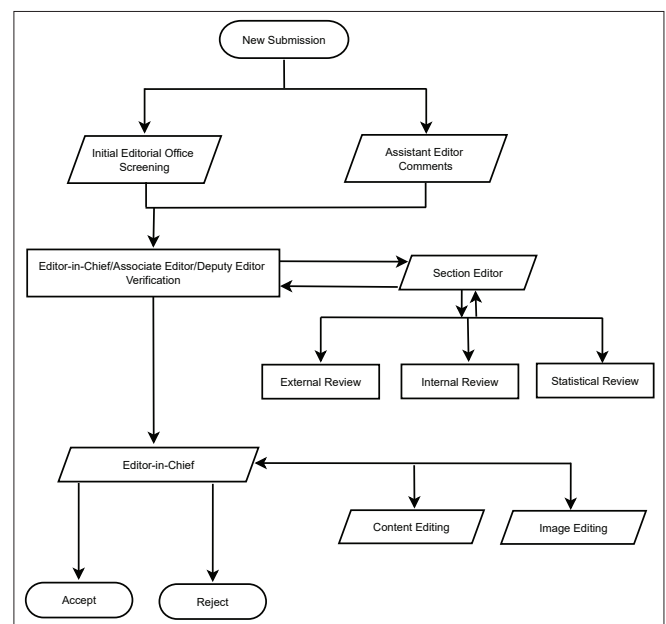 New Submission
Initial Editorial Office
Screening
Assistant Editor
Comments
Editor-in-Chief/Associate Editor/Deputy Editor
Verification
Section Editor
External Review
Internal Review
Statistical Review
Editor-in-Chief
Content Editing
Image Editing
Accept
Reject